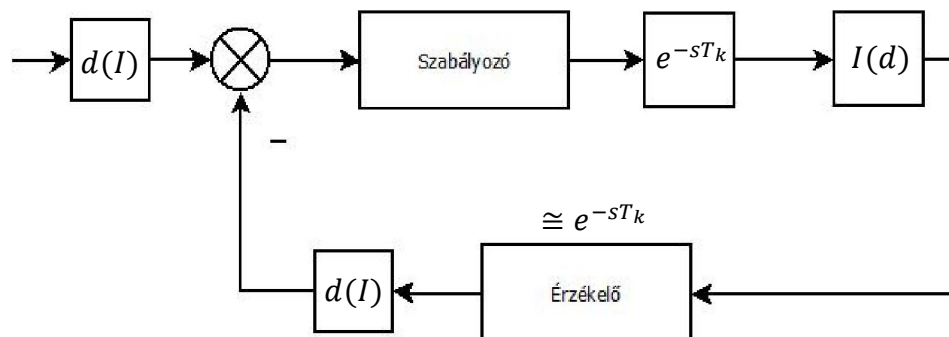 d(I)
Szabályozó
e^{-sT_k}
I(d)
−
≅ e^{-sT_k}
d(I)
Érzékelő